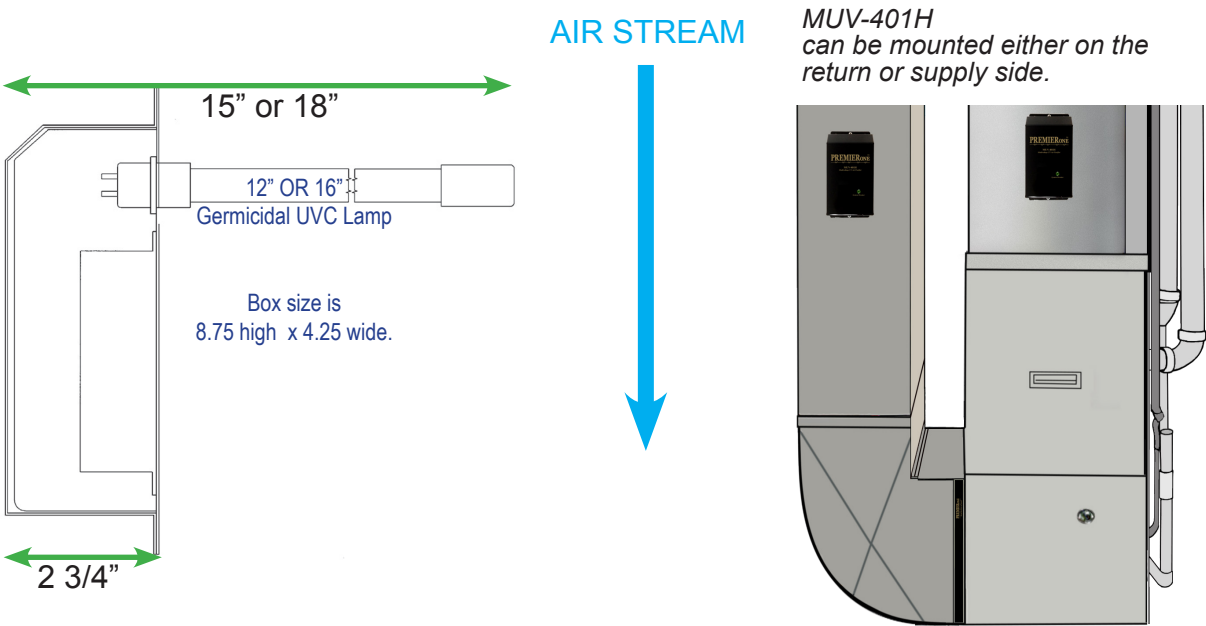 AIR STREAM
MUV-401H
can be mounted either on the
return or supply side.
15” or 18”
12” OR 16”
Germicidal UVC Lamp
Box size is
8.75 high x 4.25 wide.
2 3/4”
PREMIERone
PREMIERone